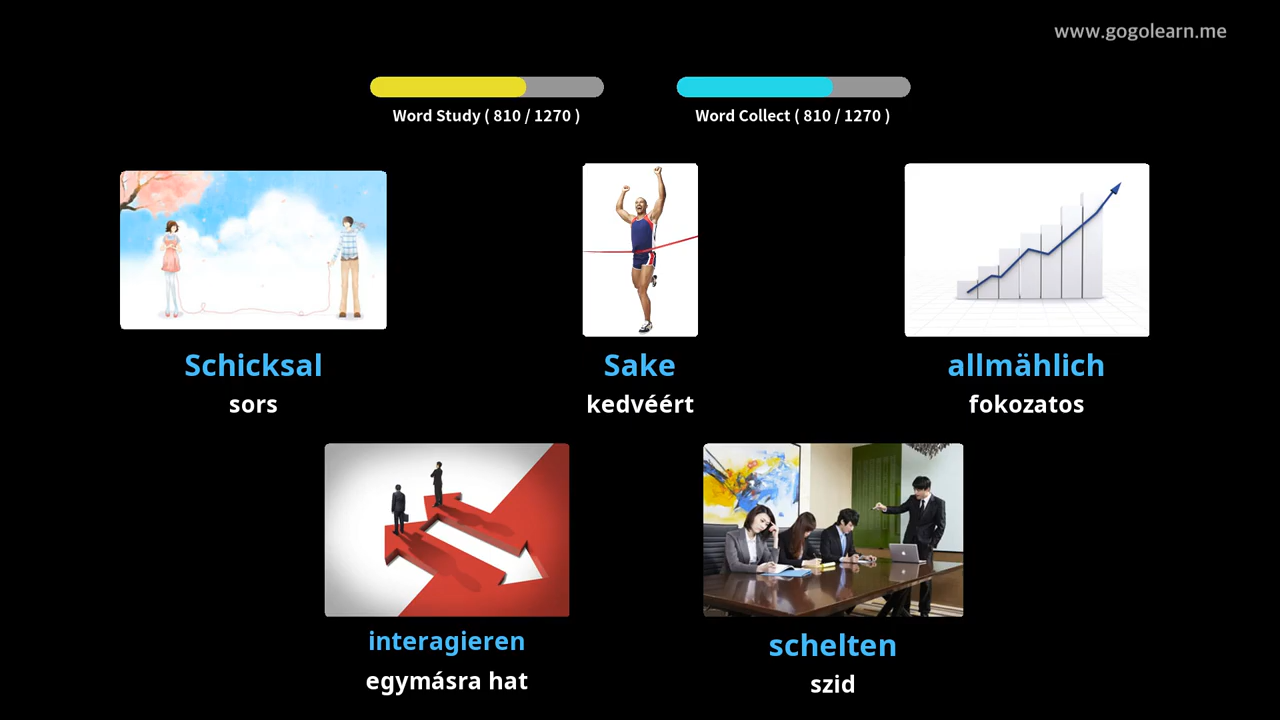 www.gogolearn.me
Word Study ( 810 / 1270 )
Word Collect ( 810 / 1270 )
Schicksal
sors
Sake
kedvéért
allmählich
fokozatos
interagieren
egymásra hat
schelten
szid